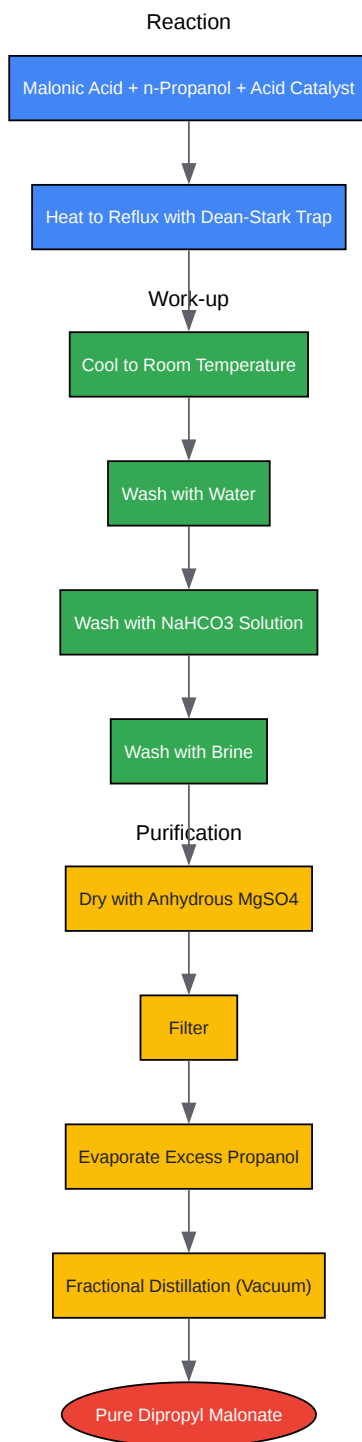 Reaction
Malonic Acid + n-Propanol + Acid Catalyst
Heat to Reflux with Dean-Stark Trap
Work-up
Cool to Room Temperature
Wash with Water
Wash with NaHCO3 Solution
Wash with Brine
Purification
Dry with Anhydrous MgSO4
Filter
Evaporate Excess Propanol
Fractional Distillation (Vacuum)
Pure Dipropyl Malonate